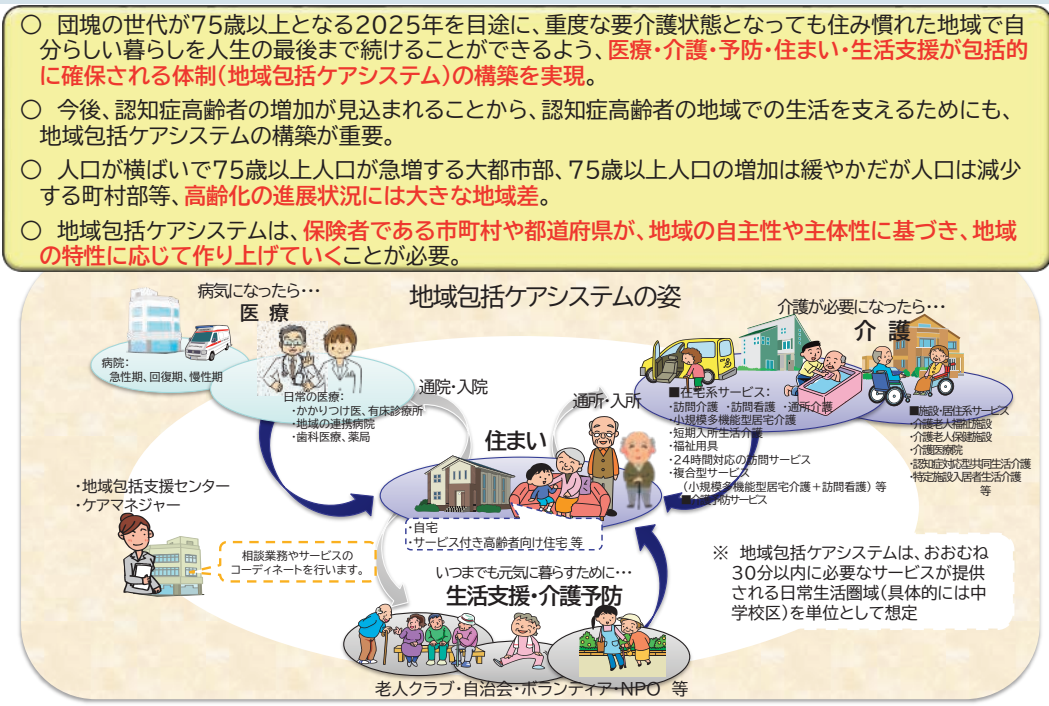 ○ 団塊の世代が75歳以上となる2025年を目途に、重度な要介護状態となっても住み慣れた地域で自
分らしい暮らしを人生の最後まで続けることができるよう、医療・介護・予防・住まい・生活支援が包括的
に確保される体制(地域包括ケアシステム)の構築を実現。
○ 今後、認知症高齢者の増加が見込まれることから、認知症高齢者の地域での生活を支えるためにも、
地域包括ケアシステムの構築が重要。
○ 人口が横ばいで75歳以上人口が急増する大都市部、75歳以上人口の増加は緩やかだが人口は減少
する町村部等、高齢化の進展状況には大きな地域差。
○ 地域包括ケアシステムは、保険者である市町村や都道府県が、地域の自主性や主体性に基づき、地域
の特性に応じて作り上げていくことが必要。
地域包括ケアシステムの姿
病気になったら・・・
医 療
病院:
急性期、回復期、慢性期
日常の医療:
・かかりつけ医、有床診療所
・地域の連携病院
・歯科医療、薬局
通院・入院
通所・入所
介護が必要になったら・・・
介 護
■在宅系サービス:
・訪問介護 ・訪問看護 ・通所介護
・小規模多機能型居宅介護
・短期入所生活介護
・福祉用具
・24時間対応の訪問サービス
・複合型サービス
(小規模多機能型居宅介護+訪問看護) 等
■介護予防サービス
■施設・居住系サービス
・介護老人福祉施設
・介護老人保健施設
・介護医療院
・認知症対応型共同生活介護
・特定施設入居者生活介護
等
住まい
・自宅
・サービス付き高齢者向け住宅 等
・地域包括支援センター
・ケアマネジャー
相談業務やサービスの
コーディネートを行います。
いつまでも元気に暮らすために・・・
生活支援・介護予防
老人クラブ・自治会・ボランティア・NPO 等
※ 地域包括ケアシステムは、おおむね
30分以内に必要なサービスが提供
される日常生活圏域(具体的には中
学校区)を単位として想定